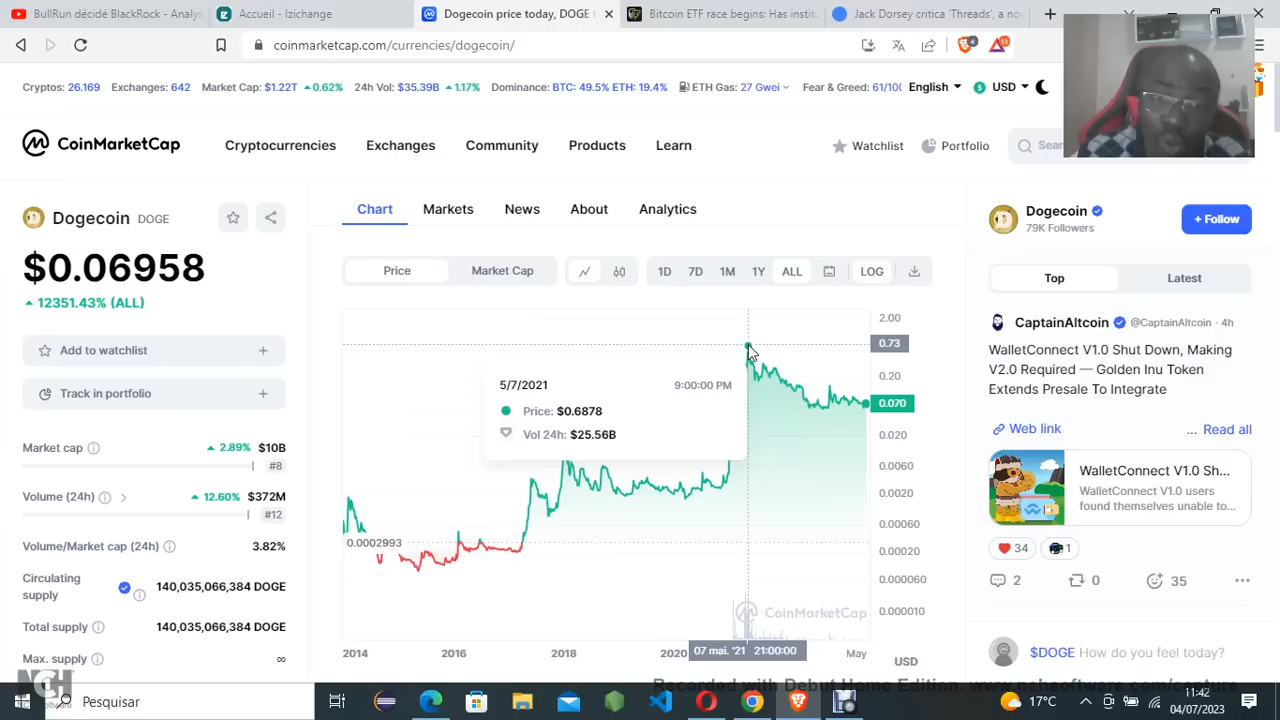 BullRun décidé BlackRock - Analys
Accueil - Izichange
Dogecoin price today, DOGE t
Bitcoin ETF race begins: Has insti
Jack Dorsey critica 'Threads', a no
coinmarketcap.com/currencies/dogecoin/
Cryptos: 26.169 Exchanges: 642 Market Cap: $1.22T 0.62% 24h Vol: $35.39B 1.17% Dominance: BTC: 49.5% ETH: 19.4% ETH Gas: 27 Gwei Fear & Greed: 61/100 English USD
CoinMarketCap
Cryptocurrencies Exchanges Community Products Learn
Watchlist Portfolio Sear
Dogecoin DOGE
$0.06958
12351.43% (ALL)
Add to watchlist +
Track in portfolio +
Market cap 2.89% $10B
#8
Volume (24h) 12.60% $372M
#12
Volume/Market cap (24h) 3.82%
Circulating supply 140,035,066,384 DOGE
Total supply 140,035,066,384 DOGE
Max. supply ∞
Chart Markets News About Analytics
Price Market Cap 1D 7D 1M 1Y ALL LOG
2.00
0.73
0.20
0.070
0.020
0.0060
0.0020
0.00060
0.00020
0.000060
0.000010
0.0002993
5/7/2021 9:00:00 PM
Price: $0.6878
Vol 24h: $25.56B
CoinMarketCap
2014 2016 2018 2020 07 mai. '21 21:00:00 May
USD
Dogecoin
79K Followers
+ Follow
Top Latest
CaptainAltcoin @CaptainAltcoin · 4h
WalletConnect V1.0 Shut Down, Making
V2.0 Required — Golden Inu Token
Extends Presale To Integrate
Web link ... Read all
WalletConnect V1.0 Sh...
WalletConnect V1.0 users
found themselves unable to...
34 1
2 0 35
$DOGE How do you feel today?
NCH
Software
Recorded with Debut Home Edition. www.nchsoftware.com/capture
Pesquisar
17°C
11:42
04/07/2023